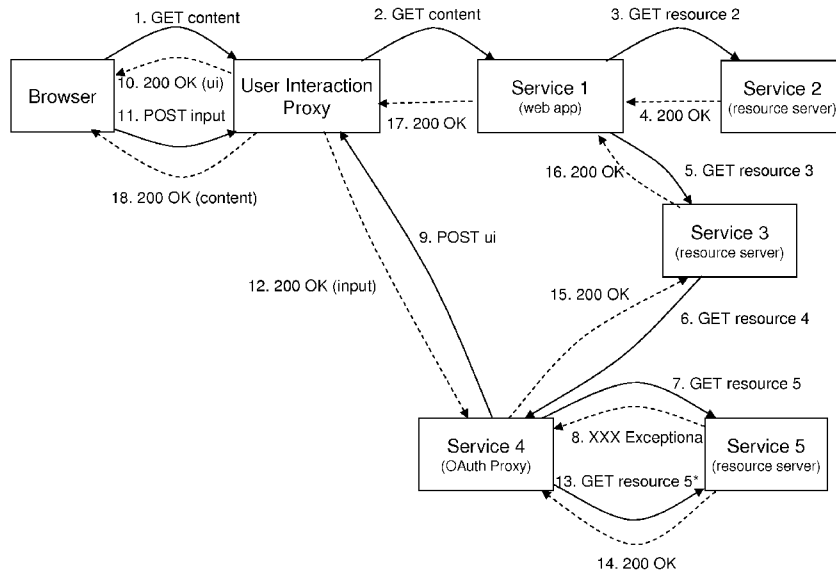 1. GET content
2. GET content
3. GET resource 2
Browser
10. 200 OK (ui)
11. POST input
User Interaction
Proxy
17. 200 OK
Service 1
(web app)
4. 200 OK
Service 2
(resource server)
18. 200 OK (content)
16. 200 OK
5. GET resource 3
Service 3
(resource server)
9. POST ui
12. 200 OK (input)
15. 200 OK
6. GET resource 4
7. GET resource 5
Service 4
(OAuth Proxy)
8. XXX Exceptiona
Service 5
(resource server)
13. GET resource 5*
14. 200 OK